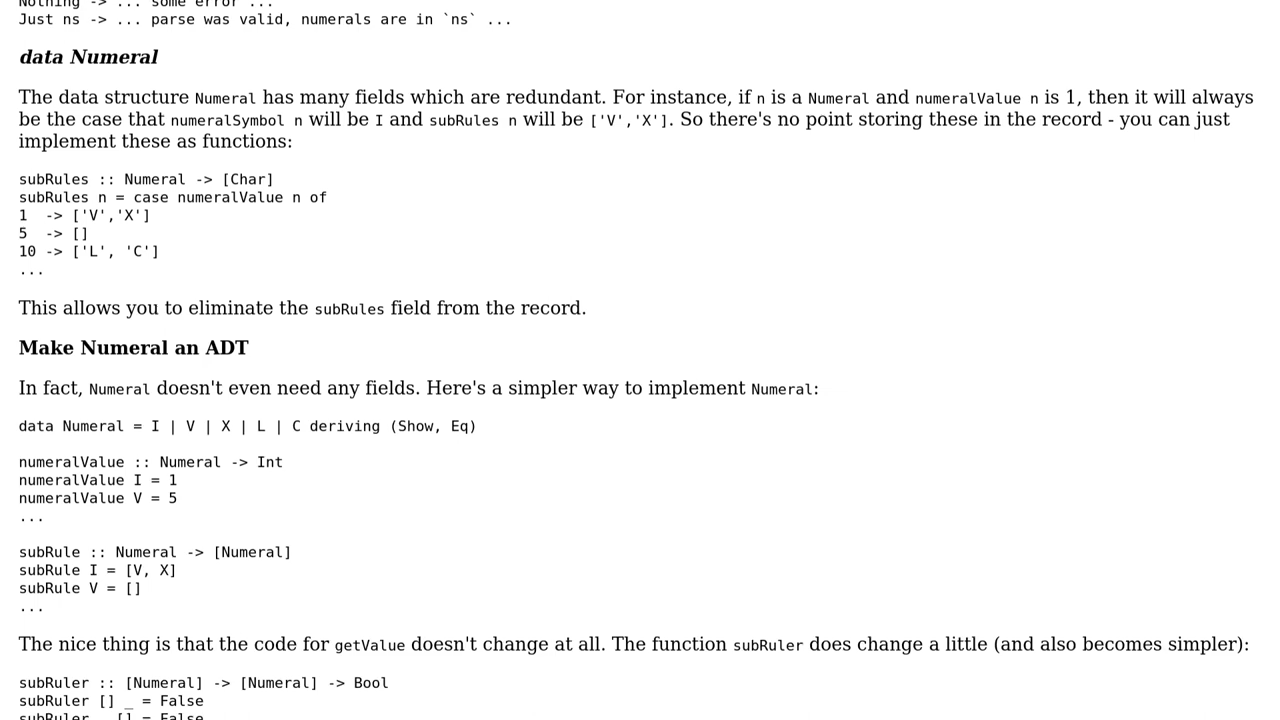 Nothing -> ... some error ...
Just ns -> ... parse was valid, numerals are in `ns` ...
data Numeral
The data structure Numeral has many fields which are redundant. For instance, if n is a Numeral and numeralValue n is 1, then it will always
be the case that numeralSymbol n will be I and subRules n will be ['V','X']. So there's no point storing these in the record - you can just
implement these as functions:
subRules :: Numeral -> [Char]
subRules n = case numeralValue n of
1  -> ['V','X']
5  -> []
10 -> ['L', 'C']
...
This allows you to eliminate the subRules field from the record.
Make Numeral an ADT
In fact, Numeral doesn't even need any fields. Here's a simpler way to implement Numeral:
data Numeral = I | V | X | L | C deriving (Show, Eq)
numeralValue :: Numeral -> Int
numeralValue I = 1
numeralValue V = 5
...
subRule :: Numeral -> [Numeral]
subRule I = [V, X]
subRule V = []
...
The nice thing is that the code for getValue doesn't change at all. The function subRuler does change a little (and also becomes simpler):
subRuler :: [Numeral] -> [Numeral] -> Bool
subRuler [] _ = False
subRuler _ [] = False